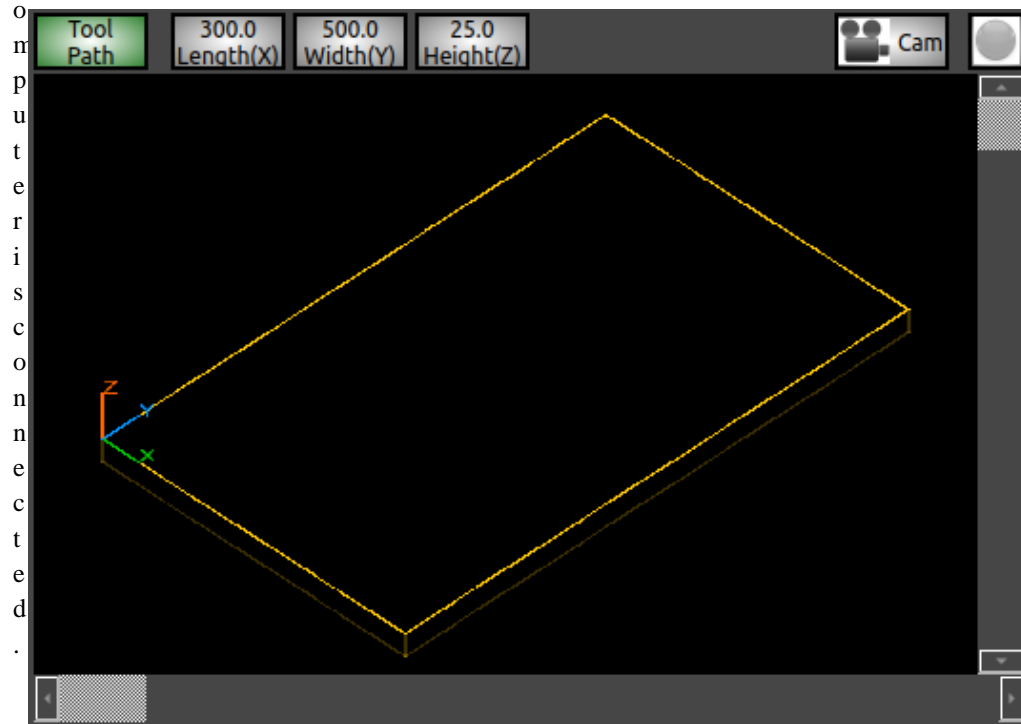 o
m
p
u
t
e
r
i
s
c
o
n
n
e
c
t
e
d
.
Tool
Path
300.0
Length(X)
500.0
Width(Y)
25.0
Height(Z)
Cam
Z
Y
X